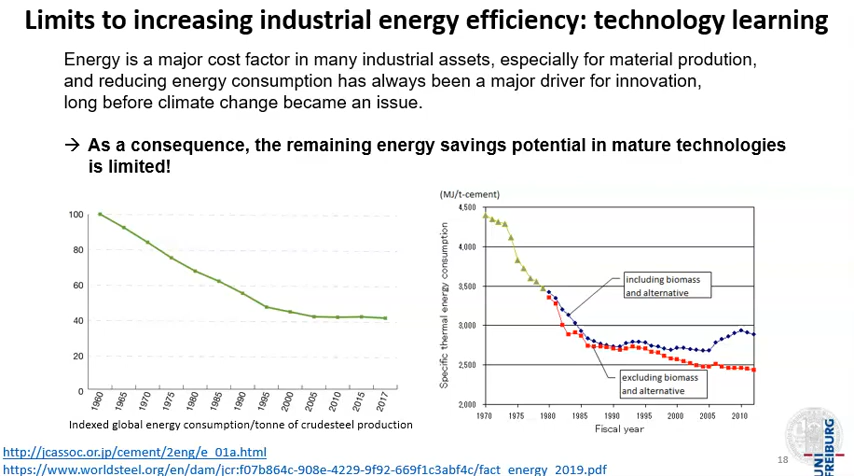 Limits to increasing industrial energy efficiency: technology learning
Energy is a major cost factor in many industrial assets, especially for material prodution,
and reducing energy consumption has always been a major driver for innovation,
long before climate change became an issue.
→ As a consequence, the remaining energy savings potential in mature technologies
is limited!
100
80
60
40
20
0
1960 1965 1970 1975 1980 1985 1990 1995 2000 2005 2010 2015 2017
Indexed global energy consumption/tonne of crudesteel production
(MJ/t-cement)
4,500
4,000
3,500
3,000
2,500
2,000
Specific thermal energy consumption
including biomass
and alternative
excluding biomass
and alternative
1970 1975 1980 1985 1990 1995 2000 2005 2010
Fiscal year
http://jcassoc.or.jp/cement/2eng/e_01a.html
https://www.worldsteel.org/en/dam/jcr:f07b864c-908e-4229-9f92-669f1c3abf4c/fact_energy_2019.pdf
18
UNI
FREIBURG